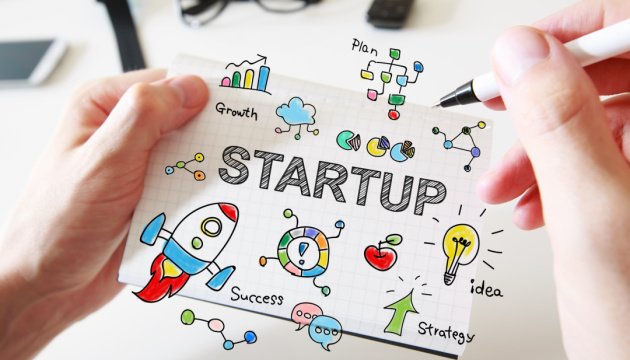 Plan
Growth
STARTUP
Success
idea
Strategy